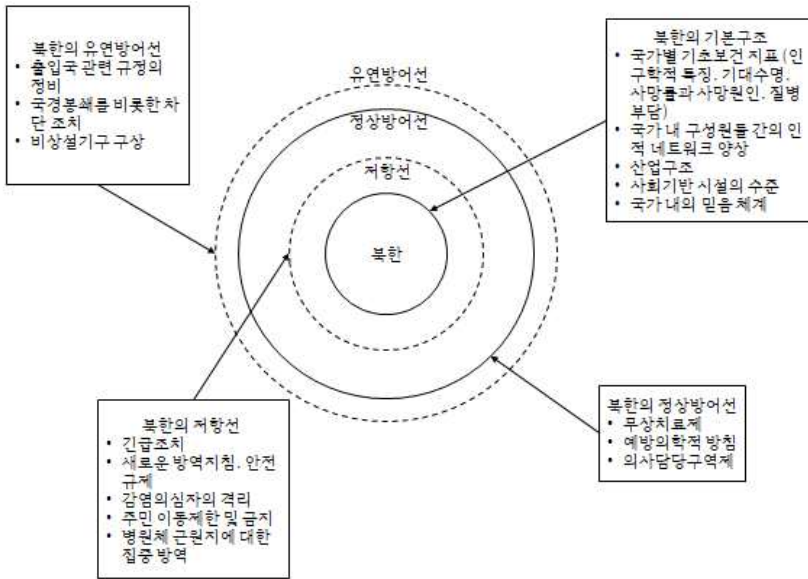 북한의 유연방어선
• 출입국 관련 규정의
정비
• 국경봉쇄를 비롯한 차
단 조치
• 비상설기구 구상
유연방어선
정상방어선
저항선
북한
북한의 기본구조
• 국가별 기초보건 지표 (인
구학적 특징, 기대수명,
사망률과 사망원인, 질병
부담)
• 국가 내 구성원들 간의 인
적 네트워크 양상
• 산업구조
• 사회기반 시설의 수준
• 국가 내의 믿음 체계
북한의 저항선
• 긴급조치
• 새로운 방역지침, 안전
규제
• 감염의심자의 격리
• 주민 이동제한 및 금지
• 병원체 근원지에 대한
집중 방역
북한의 정상방어선
• 무상치료제
• 예방의학적 방침
• 의사담당구역제